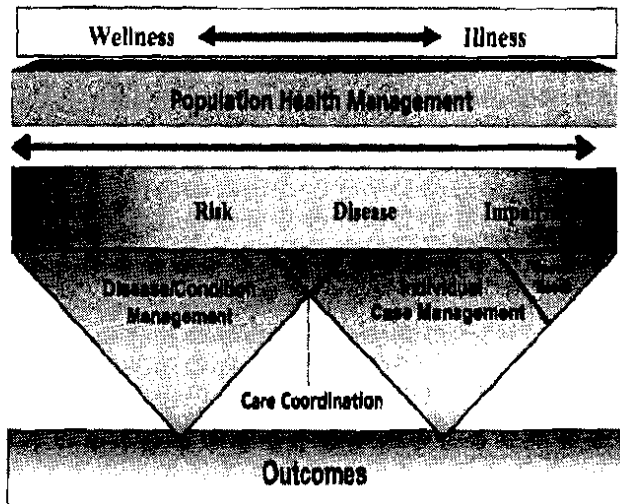 Wellness Illness
Population Health Management
Risk Disease
Disease/Condition
Management
Individual
Case Management
Care Coordination
Outcomes